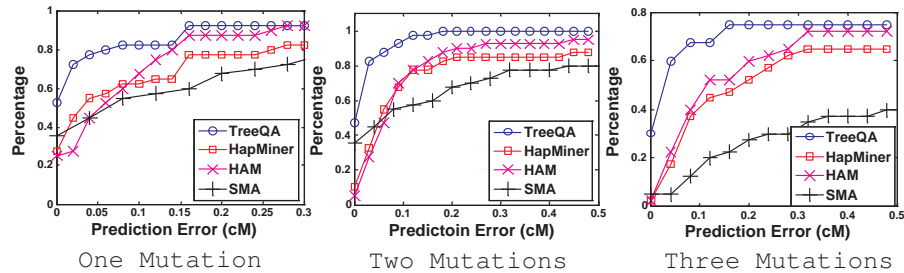 Percentage
1
0.8
0.6
0.4
0.2
0
0
0.05
0.1
0.15
0.2
0.25
0.3
TreeQA
HapMiner
HAM
SMA
Prediction Error (cM)
One Mutation
Percentage
1
0.8
0.6
0.4
0.2
0
0
0.1
0.2
0.3
0.4
0.5
TreeQA
HapMiner
HAM
SMA
Predictoin Error (cM)
Two Mutations
Percentage
0.8
0.6
0.4
0.2
0
0
0.1
0.2
0.3
0.4
0.5
TreeQA
HapMiner
HAM
SMA
Prediction Error (cM)
Three Mutations